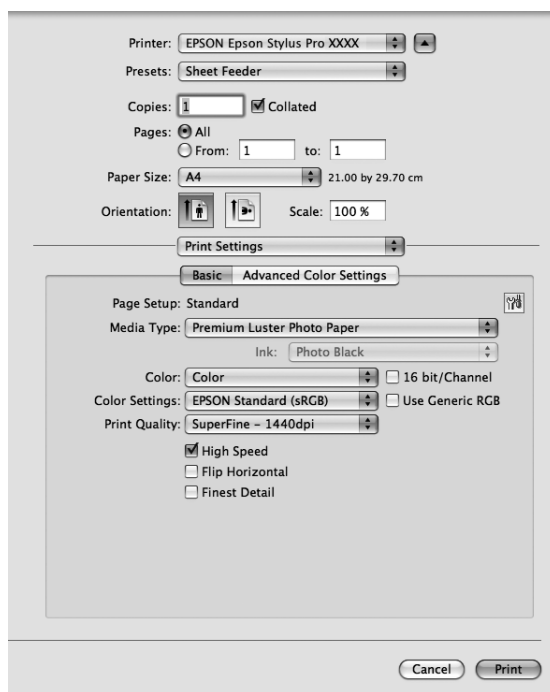 Printer: EPSON Epson Stylus Pro XXXX
Presets: Sheet Feeder
Copies: 1 Collated
Pages: All
From: 1 to: 1
Paper Size: A4 21.00 by 29.70 cm
Orientation: Scale: 100 %
Print Settings
Basic Advanced Color Settings
Page Setup: Standard
Media Type: Premium Luster Photo Paper
Ink: Photo Black
Color: Color 16 bit/Channel
Color Settings: EPSON Standard (sRGB) Use Generic RGB
Print Quality: SuperFine – 1440dpi
High Speed
Flip Horizontal
Finest Detail
Cancel Print